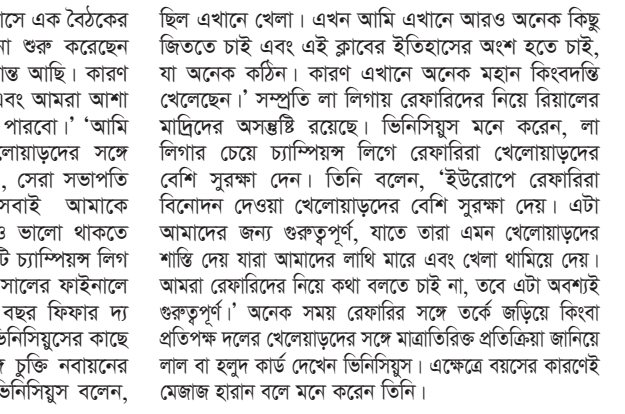 াসে এক বৈঠকের
না শুরু করেছেন
ান্ত আছি। কারণ
এবং আমরা আশা
পারবো।’ ‘আমি
লোয়াড়দের সঙ্গে
, সেরা সভাপতি
সবাই আমাকে
ও ভালো থাকতে
টি চ্যাম্পিয়ন্স লিগ
সালের ফাইনালে
বছর ফিফার দ্য
ভিনিসিয়ুসের কাছে
ঙ্গ চুক্তি নবায়নের
ভিনিসিয়ুস বলেন,
ছিল এখানে খেলা। এখন আমি এখানে আরও অনেক কিছু
জিততে চাই এবং এই ক্লাবের ইতিহাসের অংশ হতে চাই,
যা অনেক কঠিন। কারণ এখানে অনেক মহান কিংবদন্তি
খেলেছেন।’ সম্প্রতি লা লিগায় রেফারিদের নিয়ে রিয়ালের
মাদ্রিদের অসন্তুষ্টি রয়েছে। ভিনিসিয়ুস মনে করেন, লা
লিগার চেয়ে চ্যাম্পিয়ন্স লিগে রেফারিরা খেলোয়াড়দের
বেশি সুরক্ষা দেন। তিনি বলেন, ‘ইউরোপে রেফারিরা
বিনোদন দেওয়া খেলোয়াড়দের বেশি সুরক্ষা দেয়। এটা
আমাদের জন্য গুরুত্বপূর্ণ, যাতে তারা এমন খেলোয়াড়দের
শাস্তি দেয় যারা আমাদের লাথি মারে এবং খেলা থামিয়ে দেয়।
আমরা রেফারিদের নিয়ে কথা বলতে চাই না, তবে এটা অবশ্যই
গুরুত্বপূর্ণ।’ অনেক সময় রেফারির সঙ্গে তর্কে জড়িয়ে কিংবা
প্রতিপক্ষ দলের খেলোয়াড়দের সঙ্গে মাত্রাতিরিক্ত প্রতিক্রিয়া জানিয়ে
লাল বা হলুদ কার্ড দেখেন ভিনিসিয়ুস। এক্ষেত্রে বয়সের কারণেই
মেজাজ হারান বলে মনে করেন তিনি।